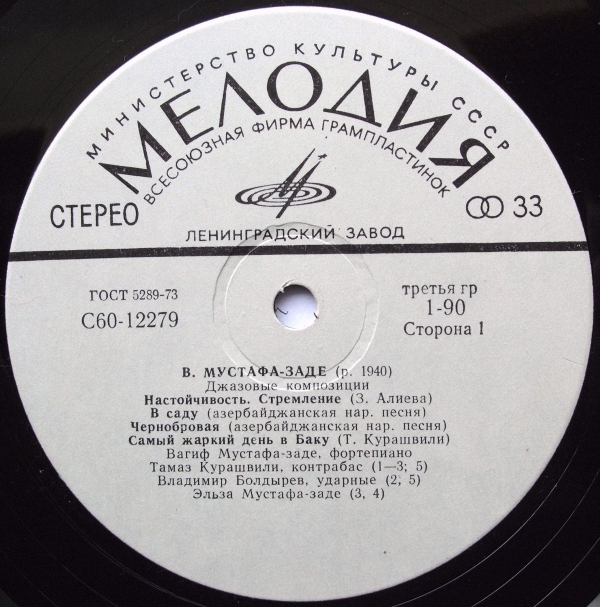 МИНИСТЕРСТВО КУЛЬТУРЫ СССР
МЕЛОДИЯ
ВСЕСОЮЗНАЯ ФИРМА ГРАМПЛАСТИНОК
СТЕРЕО
33
ЛЕНИНГРАДСКИЙ ЗАВОД
ГОСТ 5289-73
С60-12279
третья гр
1-90
Сторона 1
В. МУСТАФА-ЗАДЕ (р. 1940)
Джазовые композиции
Настойчивость. Стремление (З. Алиева)
В саду (азербайджанская нар. песня)
Чернобровая (азербайджанская нар. песня)
Самый жаркий день в Баку (Т. Курашвили)
Вагиф Мустафа-заде, фортепиано
Тамаз Курашвили, контрабас (1—3; 5)
Владимир Болдырев, ударные (2, 5)
Эльза Мустафа-заде (3, 4)